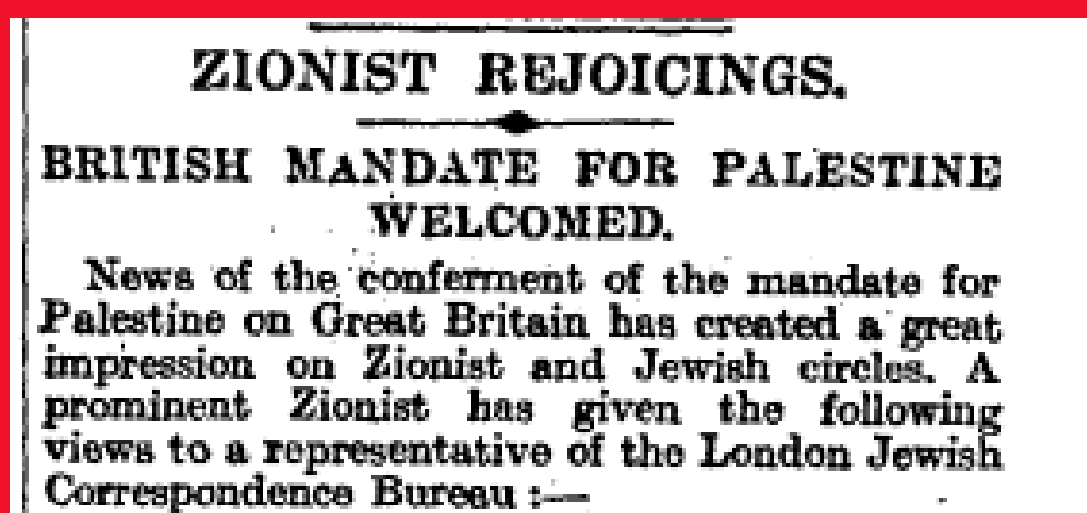 ZIONIST REJOICINGS.
BRITISH MANDATE FOR PALESTINE
WELCOMED.
News of the conferment of the mandate for
Palestine on Great Britain has created a great
impression on Zionist and Jewish circles. A
prominent Zionist has given the following
views to a representative of the London Jewish
Correspondence Bureau :—